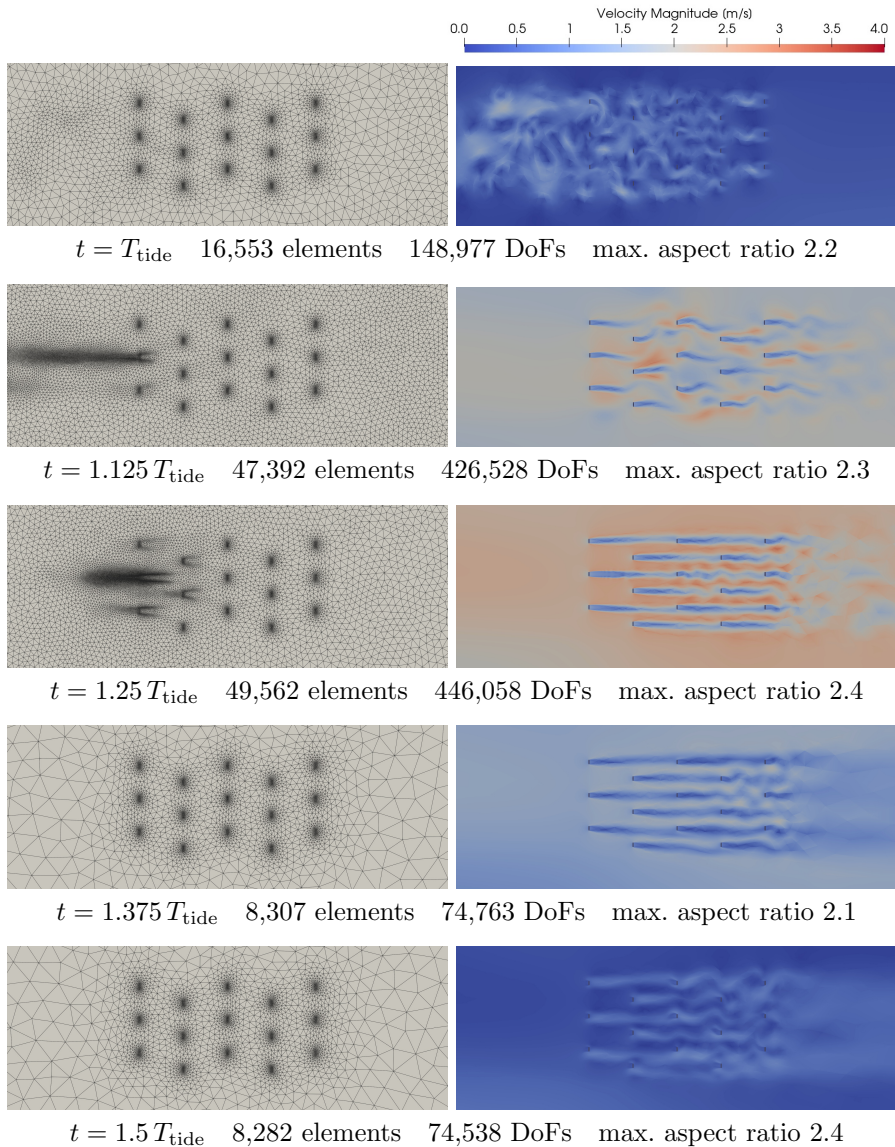 Velocity Magnitude [m/s]
0.0 0.5 1 1.5 2 2.5 3 3.5 4.0
t = T_tide 16,553 elements 148,977 DoFs max. aspect ratio 2.2
t = 1.125 T_tide 47,392 elements 426,528 DoFs max. aspect ratio 2.3
t = 1.25 T_tide 49,562 elements 446,058 DoFs max. aspect ratio 2.4
t = 1.375 T_tide 8,307 elements 74,763 DoFs max. aspect ratio 2.1
t = 1.5 T_tide 8,282 elements 74,538 DoFs max. aspect ratio 2.4